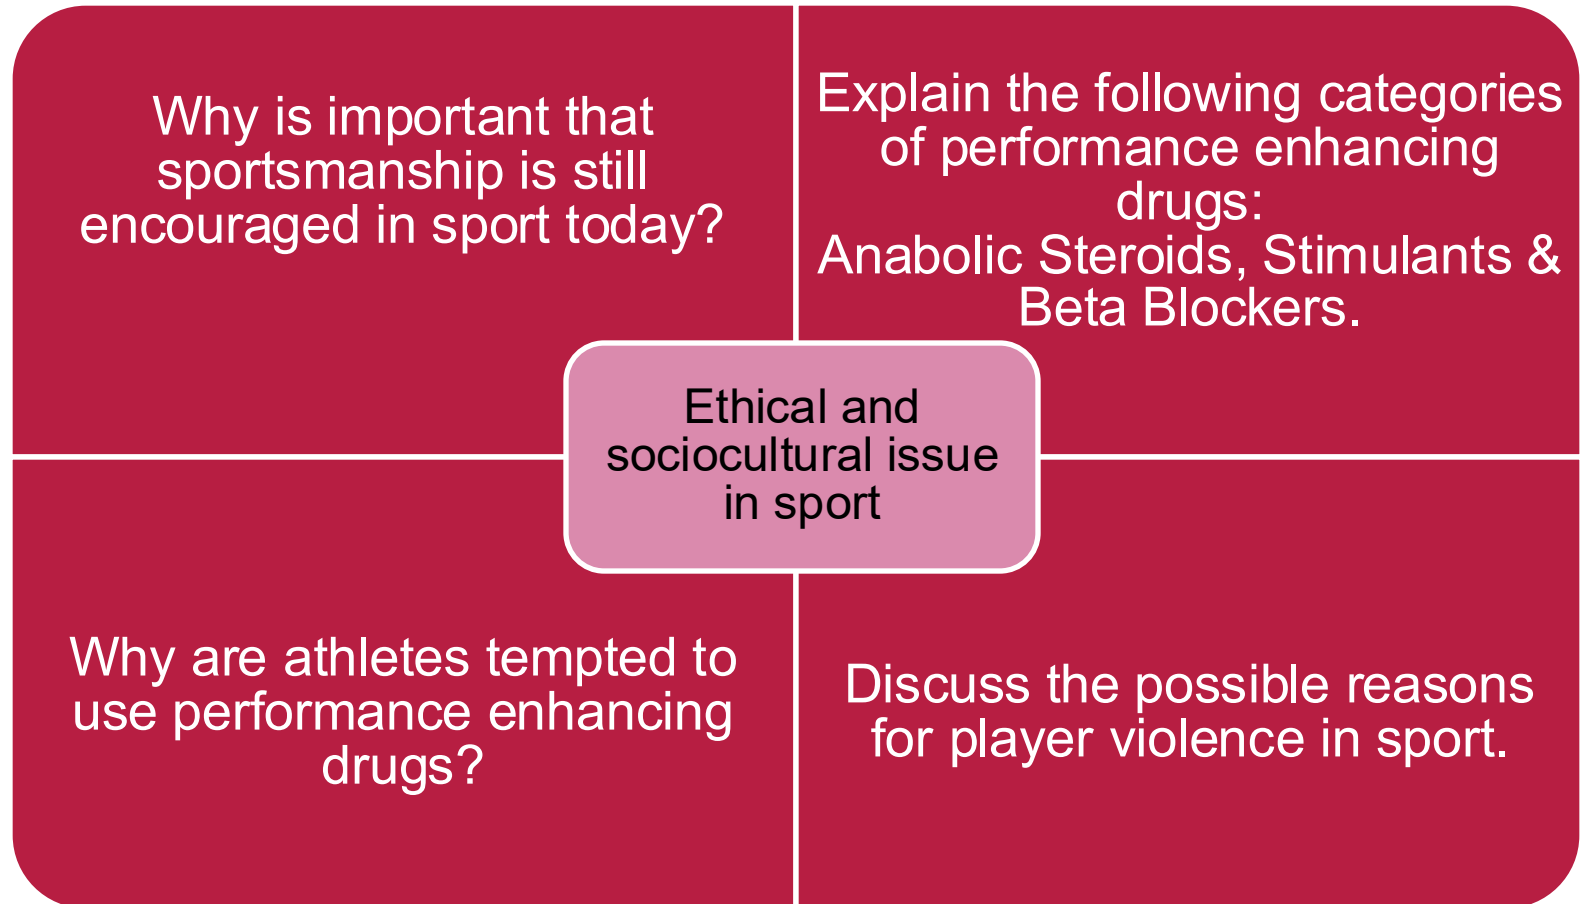 Why is important that
sportsmanship is still
encouraged in sport today?
Explain the following categories
of performance enhancing
drugs:
Anabolic Steroids, Stimulants &
Beta Blockers.
Ethical and
sociocultural issue
in sport
Why are athletes tempted to
use performance enhancing
drugs?
Discuss the possible reasons
for player violence in sport.